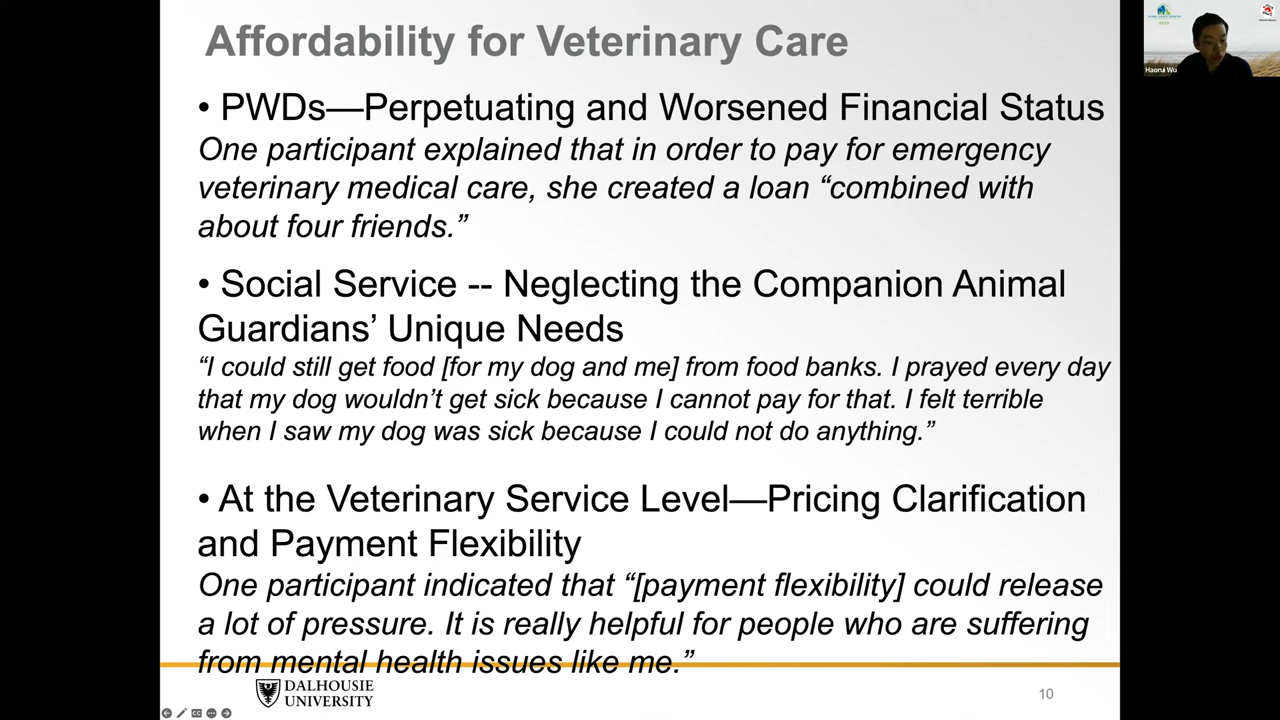 Affordability for Veterinary Care
• PWDs—Perpetuating and Worsened Financial Status
One participant explained that in order to pay for emergency
veterinary medical care, she created a loan “combined with
about four friends.”
• Social Service -- Neglecting the Companion Animal
Guardians’ Unique Needs
“I could still get food [for my dog and me] from food banks. I prayed every day
that my dog wouldn’t get sick because I cannot pay for that. I felt terrible
when I saw my dog was sick because I could not do anything.”
• At the Veterinary Service Level—Pricing Clarification
and Payment Flexibility
One participant indicated that “[payment flexibility] could release
a lot of pressure. It is really helpful for people who are suffering
from mental health issues like me.”
DALHOUSIE
UNIVERSITY
10
Haorui Wu